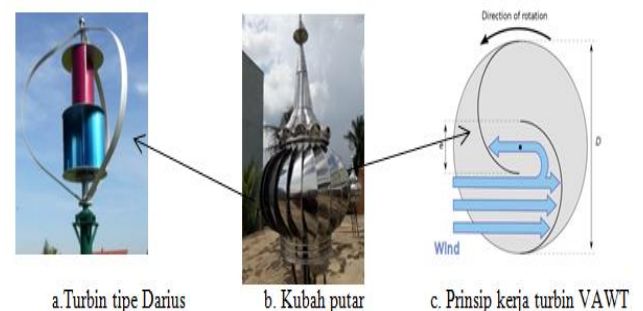 Direction of rotation
D
Wind
a.Turbin tipe Darius
b. Kubah putar
c. Prinsip kerja turbin VAWT